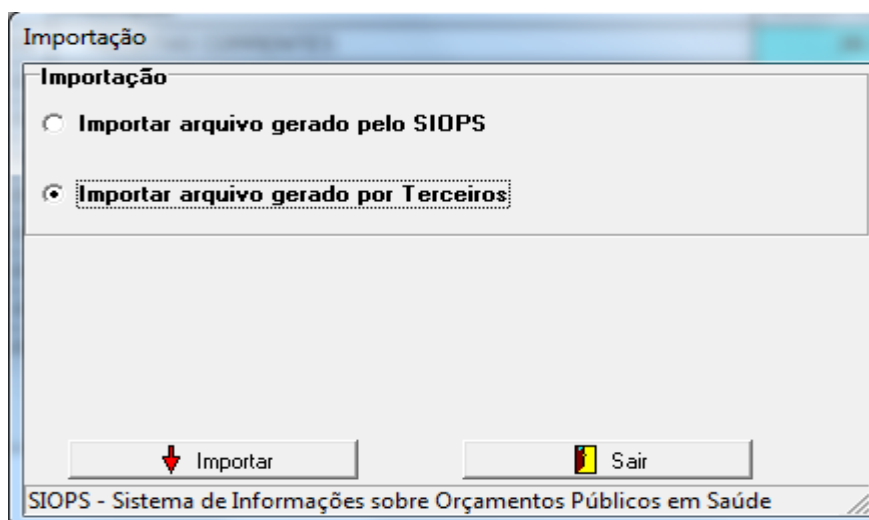 Importação
Importação
Importar arquivo gerado pelo SIOPS
Importar arquivo gerado por Terceiros
Importar
Sair
SIOPS - Sistema de Informações sobre Orçamentos Públicos em Saúde